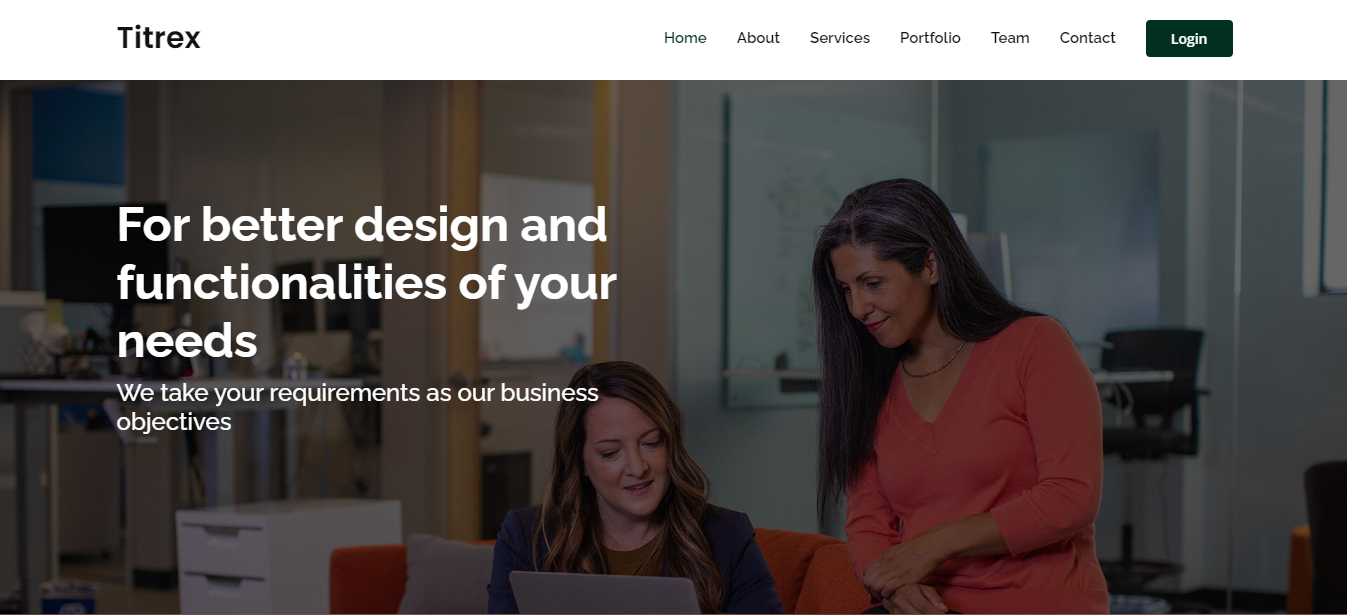 Titrex
Home About Services Portfolio Team Contact Login
For better design and
functionalities of your
needs
We take your requirements as our business
objectives